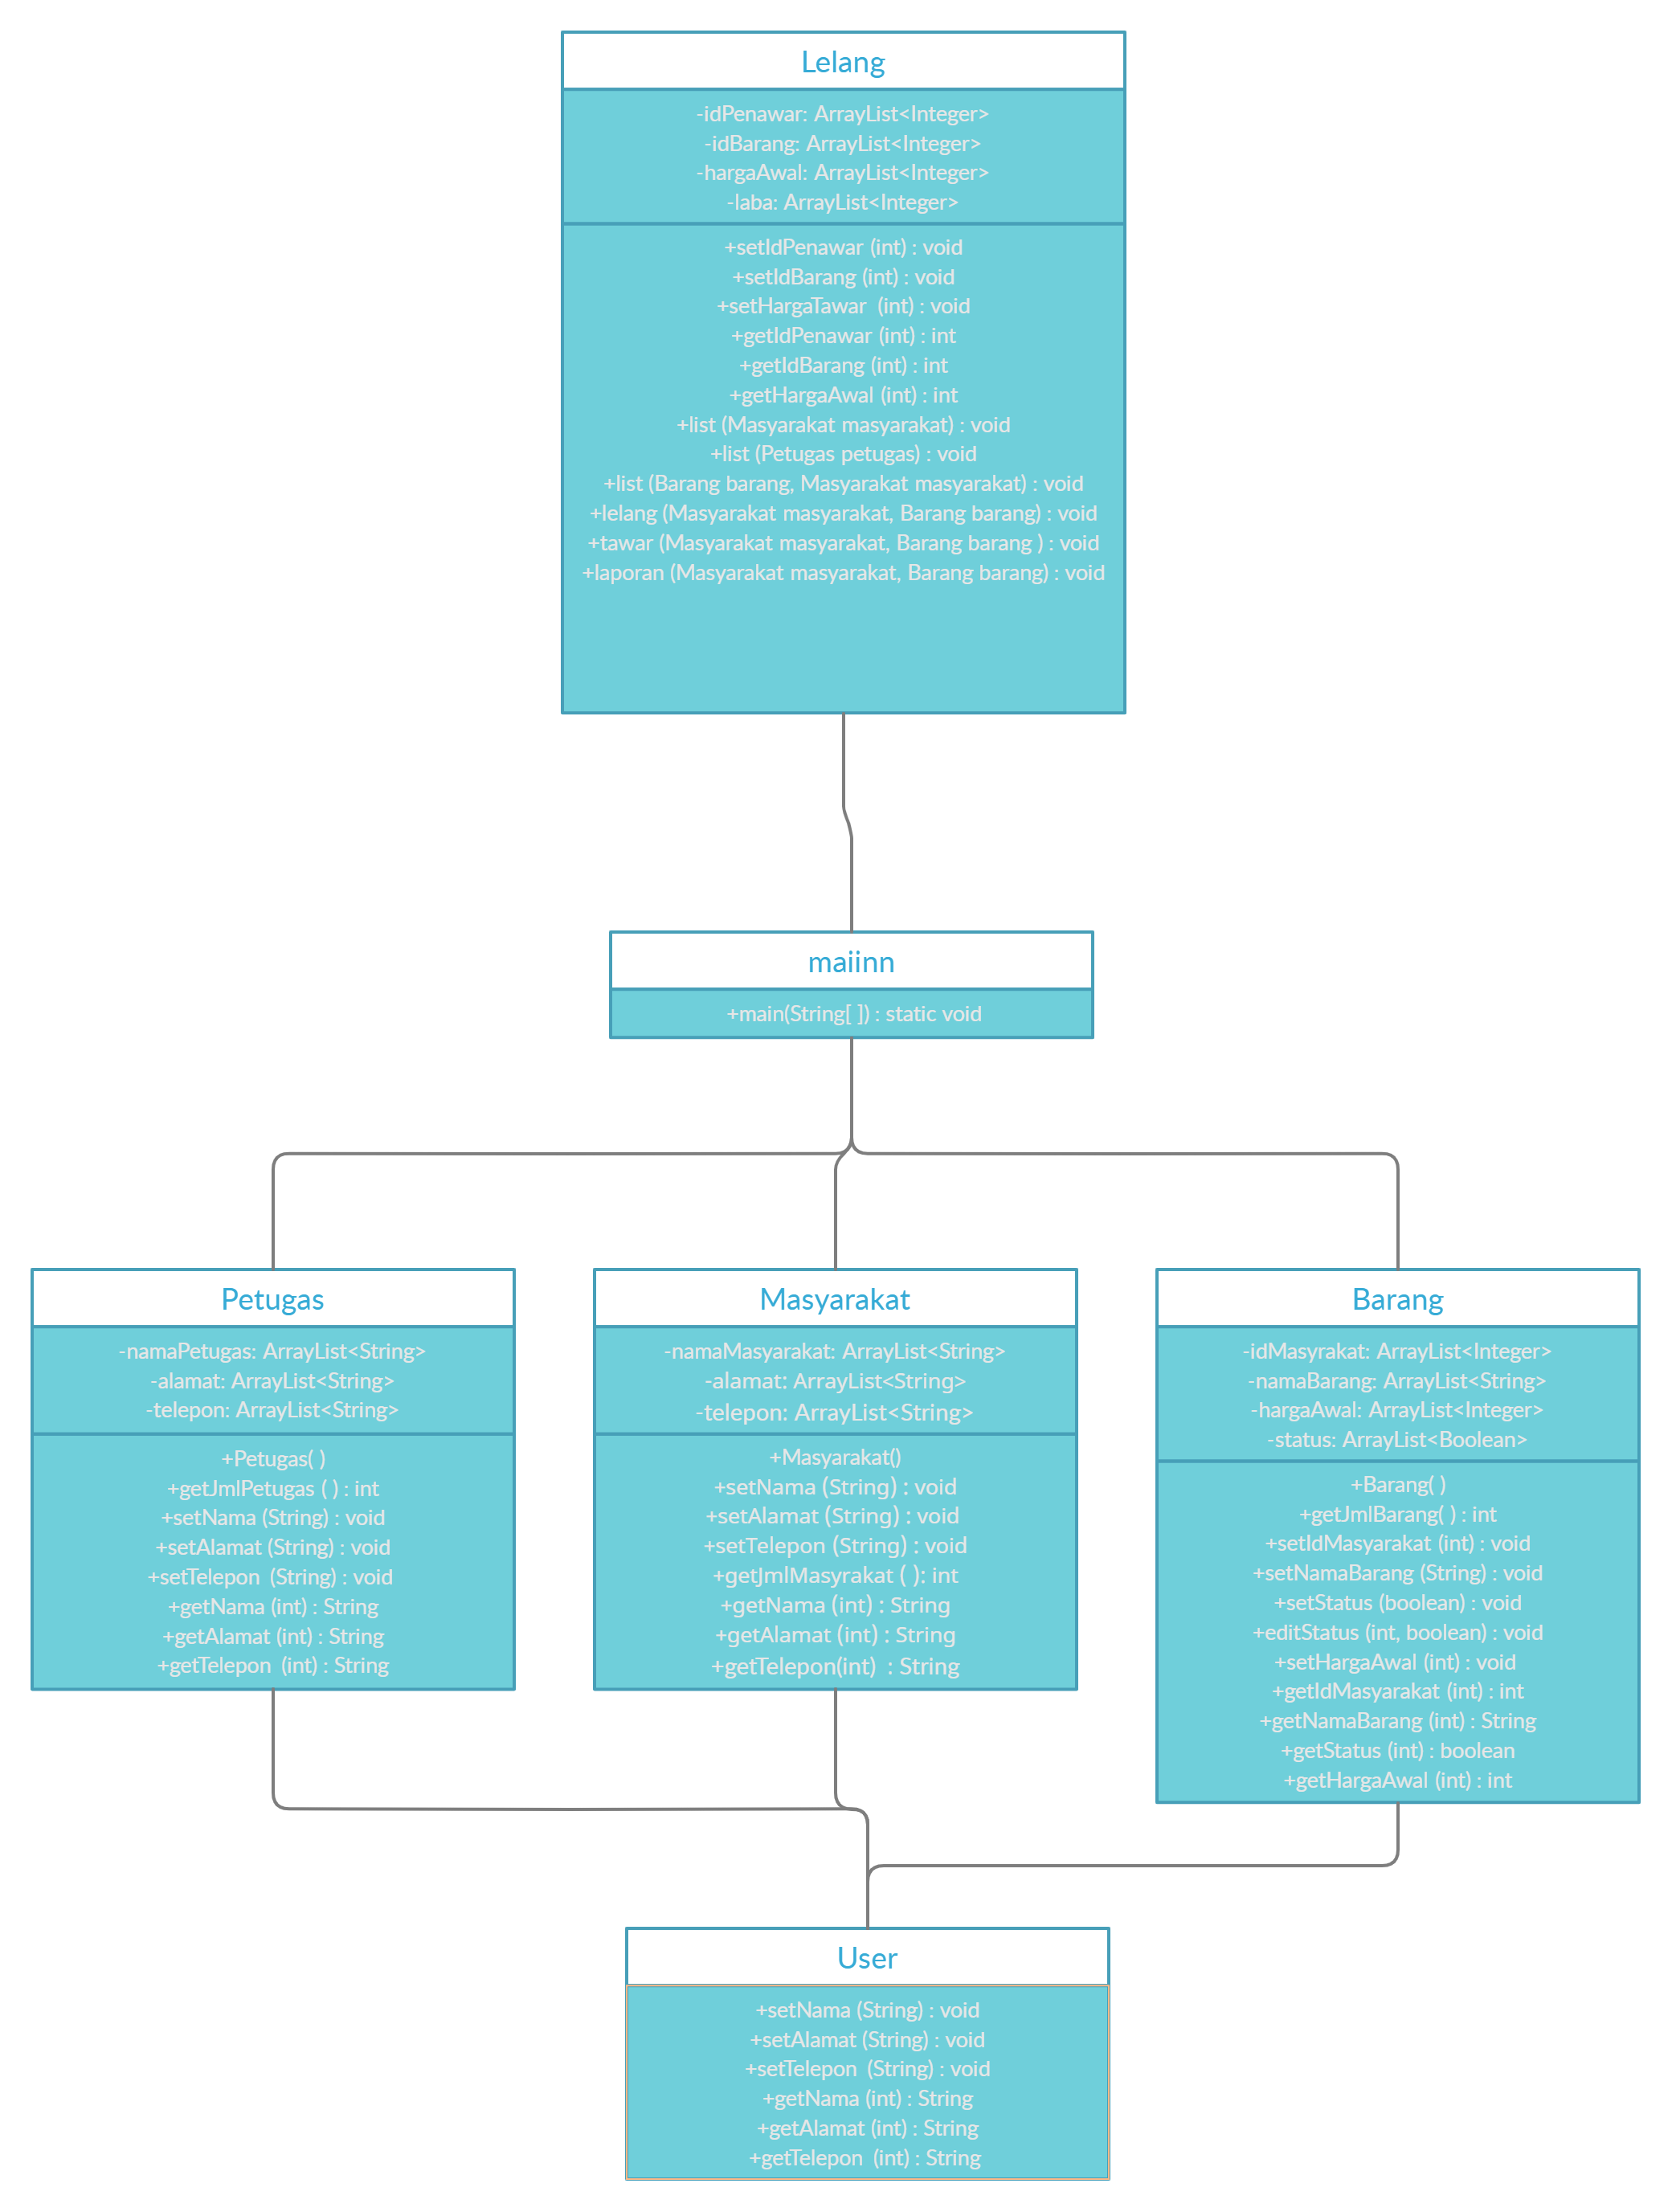 Lelang
-idPenawar: ArrayList<Integer>
-idBarang: ArrayList<Integer>
-hargaAwal: ArrayList<Integer>
-laba: ArrayList<Integer>
+setIdPenawar (int) : void
+setIdBarang (int) : void
+setHargaTawar  (int) : void
+getIdPenawar (int) : int
+getIdBarang (int) : int
+getHargaAwal (int) : int
+list (Masyarakat masyarakat) : void
+list (Petugas petugas) : void
+list (Barang barang, Masyarakat masyarakat) : void
+lelang (Masyarakat masyarakat, Barang barang) : void
+tawar (Masyarakat masyarakat, Barang barang ) : void
+laporan (Masyarakat masyarakat, Barang barang) : void
maiinn
+main(String[ ]) : static void
Petugas
-namaPetugas: ArrayList<String>
-alamat: ArrayList<String>
-telepon: ArrayList<String>
+Petugas( )
+getJmlPetugas ( ) : int
+setNama (String) : void
+setAlamat (String) : void
+setTelepon  (String) : void
+getNama (int) : String
+getAlamat (int) : String
+getTelepon  (int) : String
Masyarakat
-namaMasyarakat: ArrayList<String>
-alamat: ArrayList<String>
-telepon: ArrayList<String>
+Masyarakat()
+setNama (String) : void
+setAlamat (String) : void
+setTelepon (String) : void
+getJmlMasyrakat ( ): int
+getNama (int) : String
+getAlamat (int) : String
+getTelepon(int)  : String
Barang
-idMasyrakat: ArrayList<Integer>
-namaBarang: ArrayList<String>
-hargaAwal: ArrayList<Integer>
-status: ArrayList<Boolean>
+Barang( )
+getJmlBarang( ) : int
+setIdMasyarakat (int) : void
+setNamaBarang (String) : void
+setStatus (boolean) : void
+editStatus (int, boolean) : void
+setHargaAwal (int) : void
+getIdMasyarakat (int) : int
+getNamaBarang (int) : String
+getStatus (int) : boolean
+getHargaAwal (int) : int
User
+setNama (String) : void
+setAlamat (String) : void
+setTelepon  (String) : void
+getNama (int) : String
+getAlamat (int) : String
+getTelepon  (int) : String